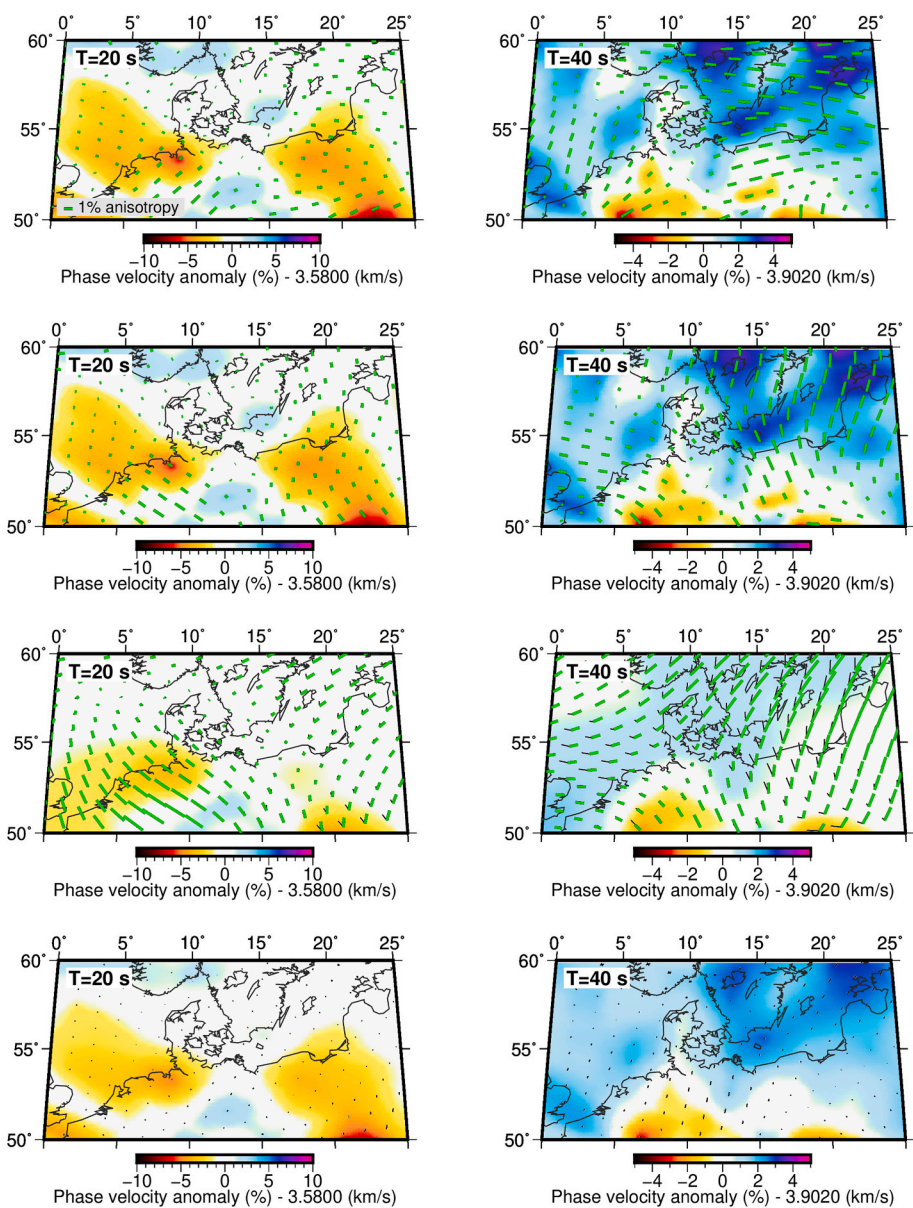 0˚ 5˚ 10˚ 15˚ 20˚ 25˚ 0˚ 5˚ 10˚ 15˚ 20˚ 25˚
60˚ T=20 s 60˚ T=40 s
55˚ 55˚
1% anisotropy
50˚ 50˚
−10 −5 0 5 10 −4 −2 0 2 4
Phase velocity anomaly (%) - 3.5800 (km/s) Phase velocity anomaly (%) - 3.9020 (km/s)
0˚ 5˚ 10˚ 15˚ 20˚ 25˚ 0˚ 5˚ 10˚ 15˚ 20˚ 25˚
60˚ T=20 s 60˚ T=40 s
55˚ 55˚
50˚ 50˚
−10 −5 0 5 10 −4 −2 0 2 4
Phase velocity anomaly (%) - 3.5800 (km/s) Phase velocity anomaly (%) - 3.9020 (km/s)
0˚ 5˚ 10˚ 15˚ 20˚ 25˚ 0˚ 5˚ 10˚ 15˚ 20˚ 25˚
60˚ T=20 s 60˚ T=40 s
55˚ 55˚
50˚ 50˚
−10 −5 0 5 10 −4 −2 0 2 4
Phase velocity anomaly (%) - 3.5800 (km/s) Phase velocity anomaly (%) - 3.9020 (km/s)
0˚ 5˚ 10˚ 15˚ 20˚ 25˚ 0˚ 5˚ 10˚ 15˚ 20˚ 25˚
60˚ T=20 s 60˚ T=40 s
55˚ 55˚
50˚ 50˚
−10 −5 0 5 10 −4 −2 0 2 4
Phase velocity anomaly (%) - 3.5800 (km/s) Phase velocity anomaly (%) - 3.9020 (km/s)